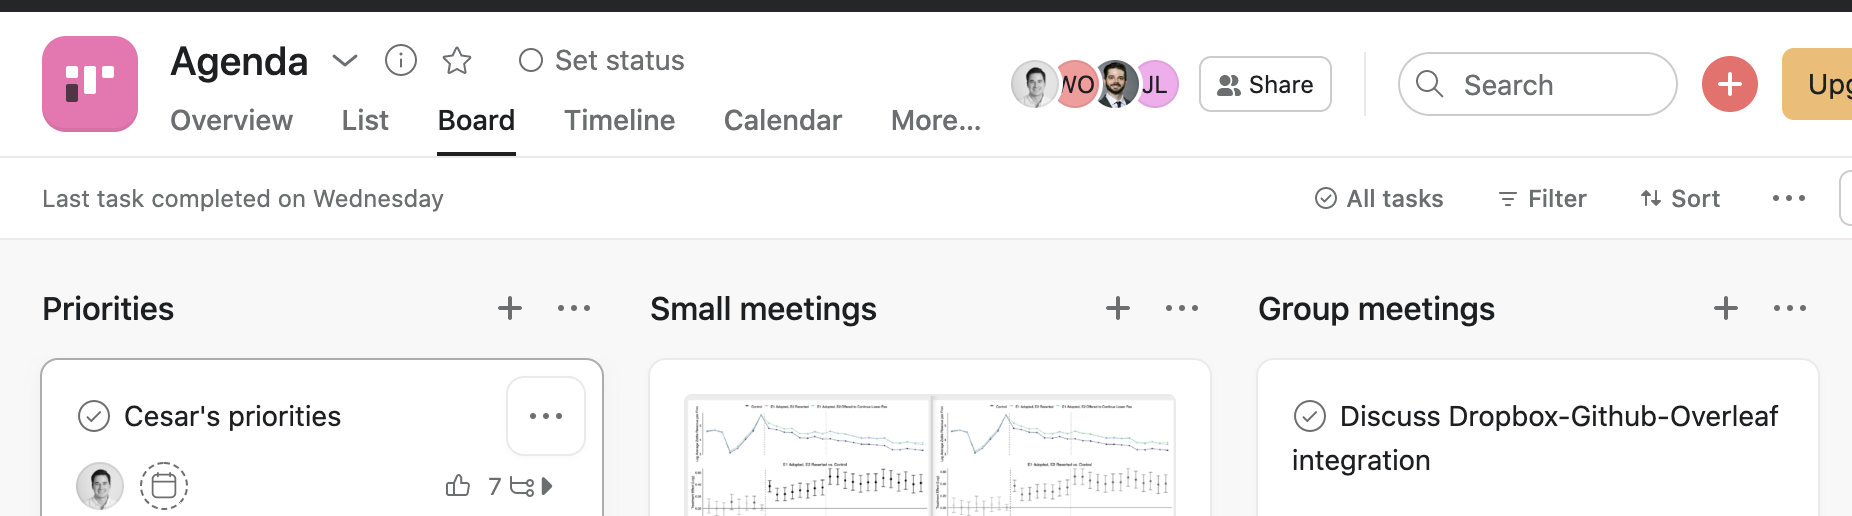 Agenda
Set status
Overview List Board Timeline Calendar More...
WO JL
Share
Search
Last task completed on Wednesday
All tasks Filter Sort
Priorities
Small meetings
Group meetings
Cesar's priorities
7
Discuss Dropbox-Github-Overleaf
integration